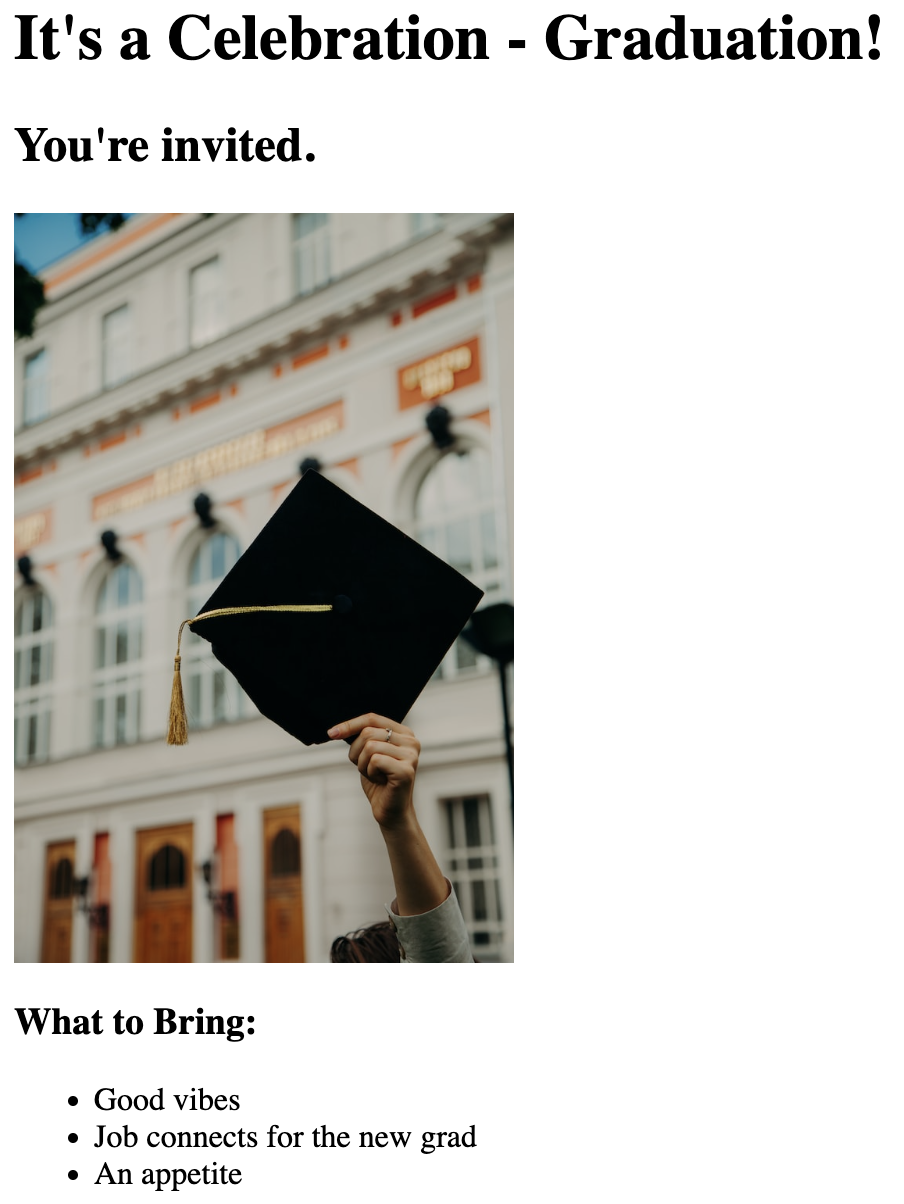 It's a Celebration - Graduation!
You're invited.
What to Bring:
Good vibes
Job connects for the new grad
An appetite